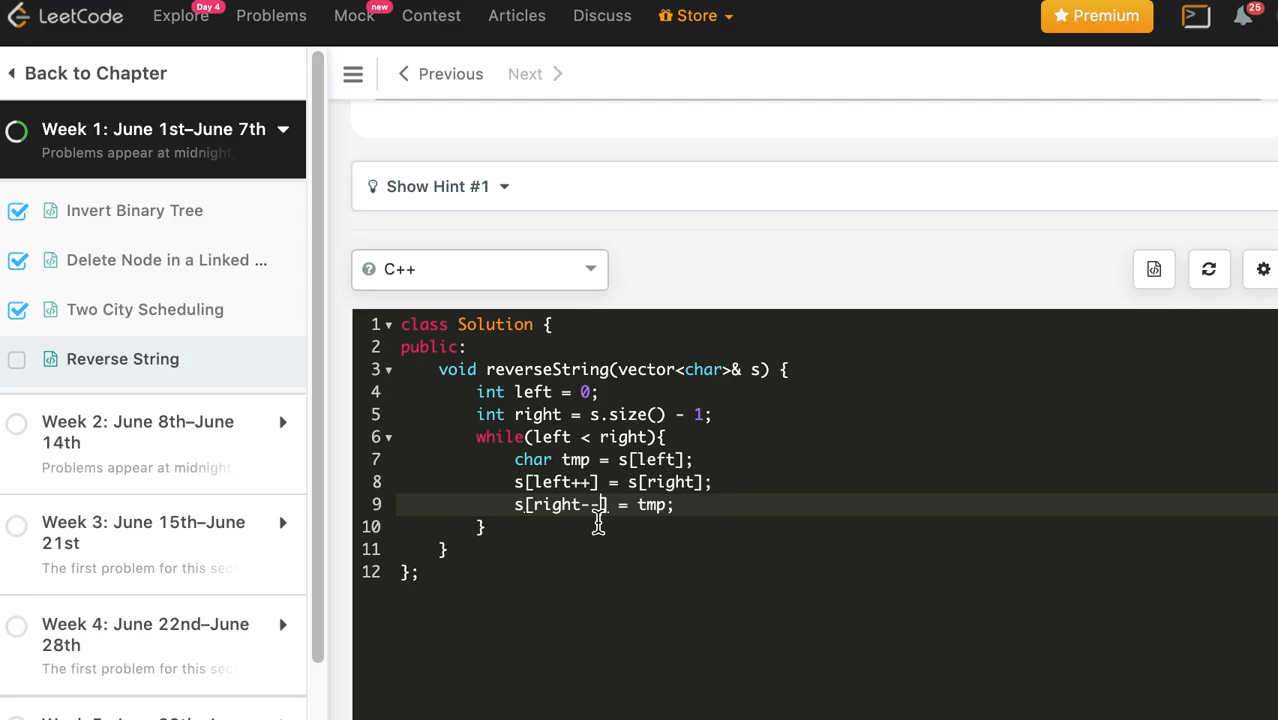 LeetCode
Explore
Day 4
Problems
Mock
new
Contest
Articles
Discuss
Store
Premium
25
Back to Chapter
Previous
Next
Week 1: June 1st–June 7th
Problems appear at midnight
Invert Binary Tree
Delete Node in a Linked ...
Two City Scheduling
Reverse String
Week 2: June 8th–June
14th
Problems appear at midnight
Week 3: June 15th–June
21st
The first problem for this sec
Week 4: June 22nd–June
28th
The first problem for this sec
Show Hint #1
C++
1 class Solution {
2 public:
3 void reverseString(vector<char>& s) {
4 int left = 0;
5 int right = s.size() - 1;
6 while(left < right){
7 char tmp = s[left];
8 s[left++] = s[right];
9 s[right--] = tmp;
10 }
11 }
12 };